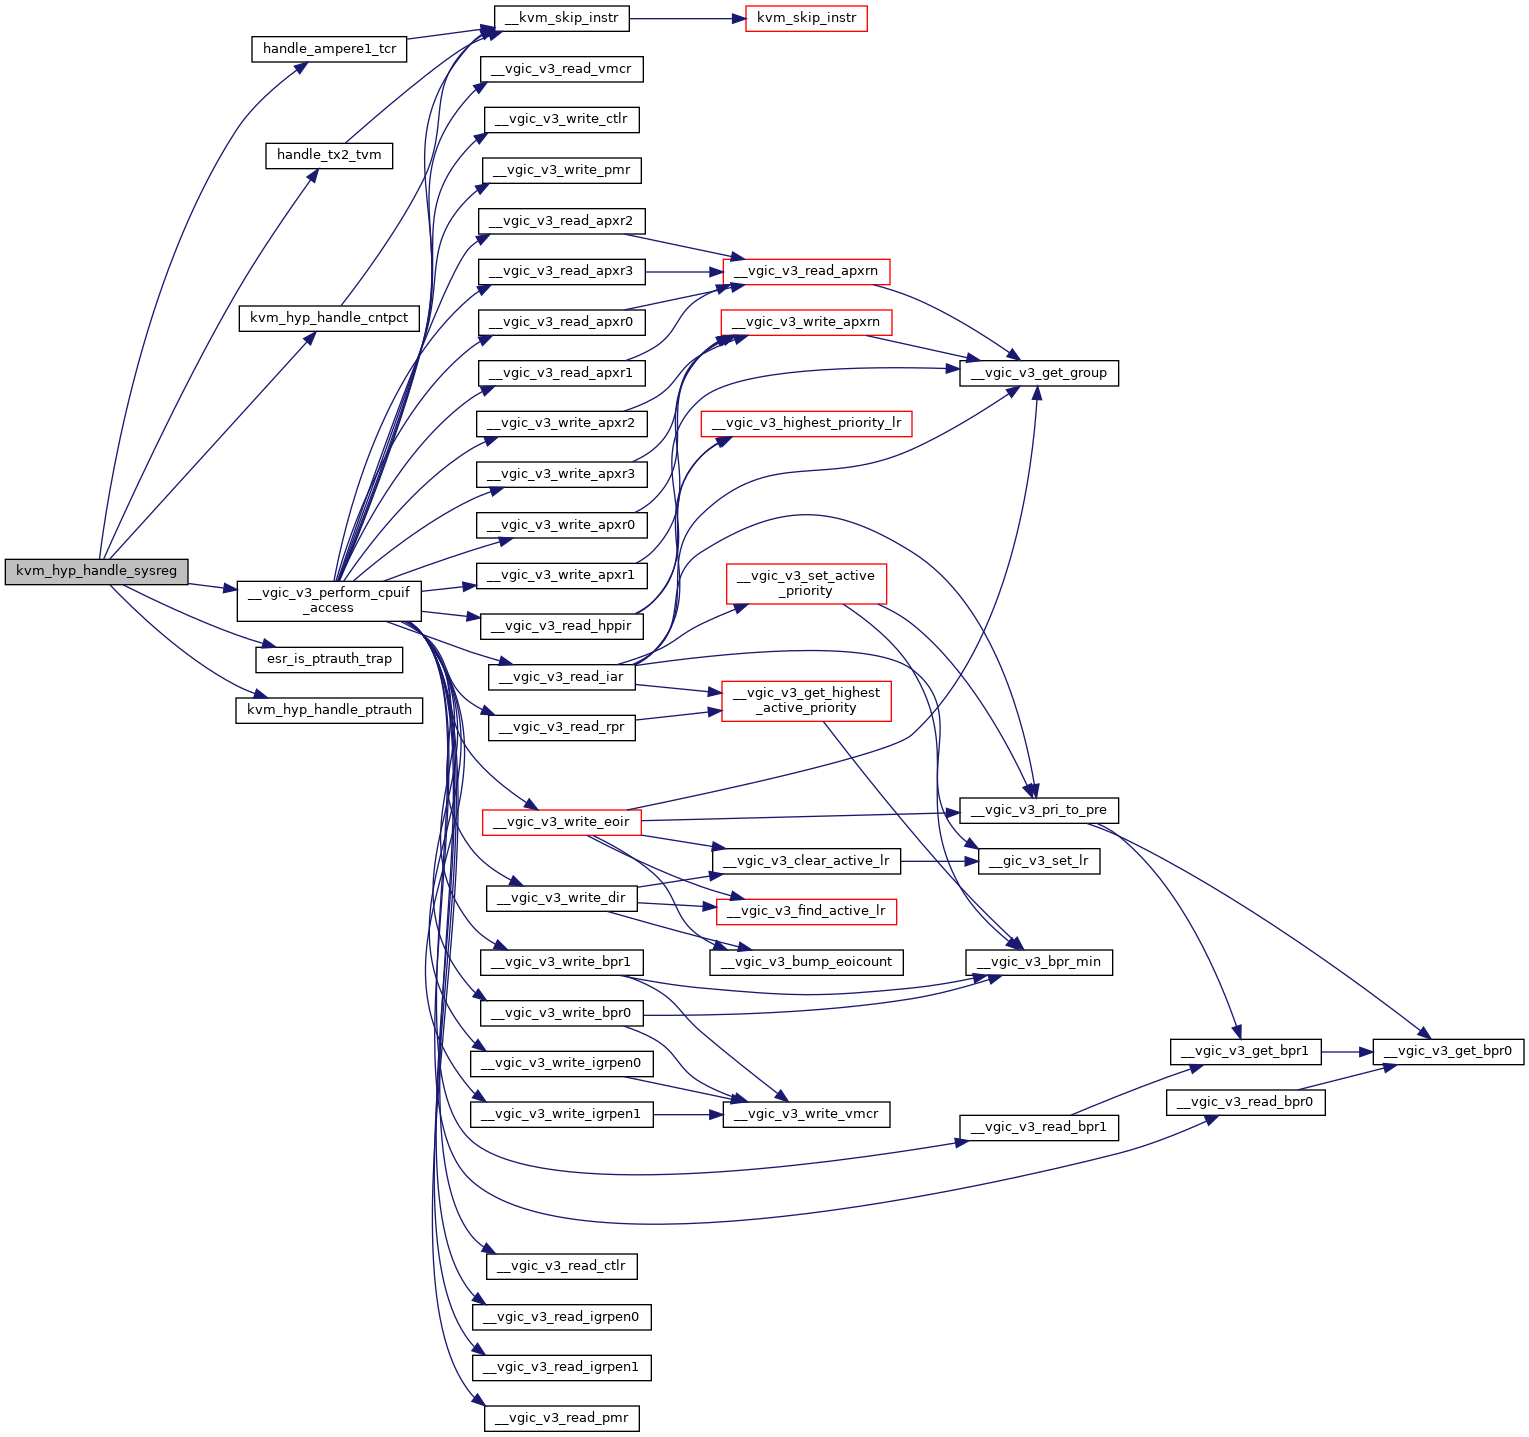 __kvm_skip_instr
kvm_skip_instr
handle_ampere1_tcr
__vgic_v3_read_vmcr
__vgic_v3_write_ctlr
handle_tx2_tvm
__vgic_v3_write_pmr
__vgic_v3_read_apxr2
__vgic_v3_read_apxr3
__vgic_v3_read_apxrn
kvm_hyp_handle_cntpct
__vgic_v3_read_apxr0
__vgic_v3_write_apxrn
__vgic_v3_read_apxr1
__vgic_v3_get_group
__vgic_v3_write_apxr2
__vgic_v3_highest_priority_lr
__vgic_v3_write_apxr3
__vgic_v3_write_apxr0
kvm_hyp_handle_sysreg
__vgic_v3_write_apxr1
__vgic_v3_set_active
_priority
__vgic_v3_perform_cpuif
_access
__vgic_v3_read_hppir
esr_is_ptrauth_trap
__vgic_v3_read_iar
kvm_hyp_handle_ptrauth
__vgic_v3_get_highest
_active_priority
__vgic_v3_read_rpr
__vgic_v3_write_eoir
__vgic_v3_pri_to_pre
__vgic_v3_clear_active_lr
__gic_v3_set_lr
__vgic_v3_write_dir
__vgic_v3_find_active_lr
__vgic_v3_write_bpr1
__vgic_v3_bump_eoicount
__vgic_v3_bpr_min
__vgic_v3_write_bpr0
__vgic_v3_get_bpr1
__vgic_v3_get_bpr0
__vgic_v3_write_igrpen0
__vgic_v3_read_bpr0
__vgic_v3_write_igrpen1
__vgic_v3_write_vmcr
__vgic_v3_read_bpr1
__vgic_v3_read_ctlr
__vgic_v3_read_igrpen0
__vgic_v3_read_igrpen1
__vgic_v3_read_pmr